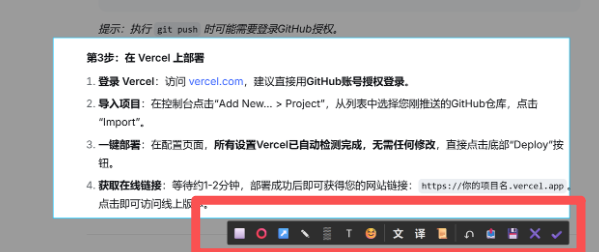 提示：执行 git push 时可能需要登录GitHub授权。
第3步：在 Vercel 上部署
1. 登录 Vercel：访问 vercel.com，建议直接用GitHub账号授权登录。
2. 导入项目：在控制台点击“Add New... > Project”，从列表中选择您刚推送的GitHub仓库，点击
“Import”。
3. 一键部署：在配置页面，所有设置Vercel已自动检测完成，无需任何修改，直接点击底部“Deploy”按
钮。
4. 获取在线链接：等待约1-2分钟，部署成功后即可获得您的网站链接： https://你的项目名.vercel.app 。
点击即可访问线上版
T 文 译